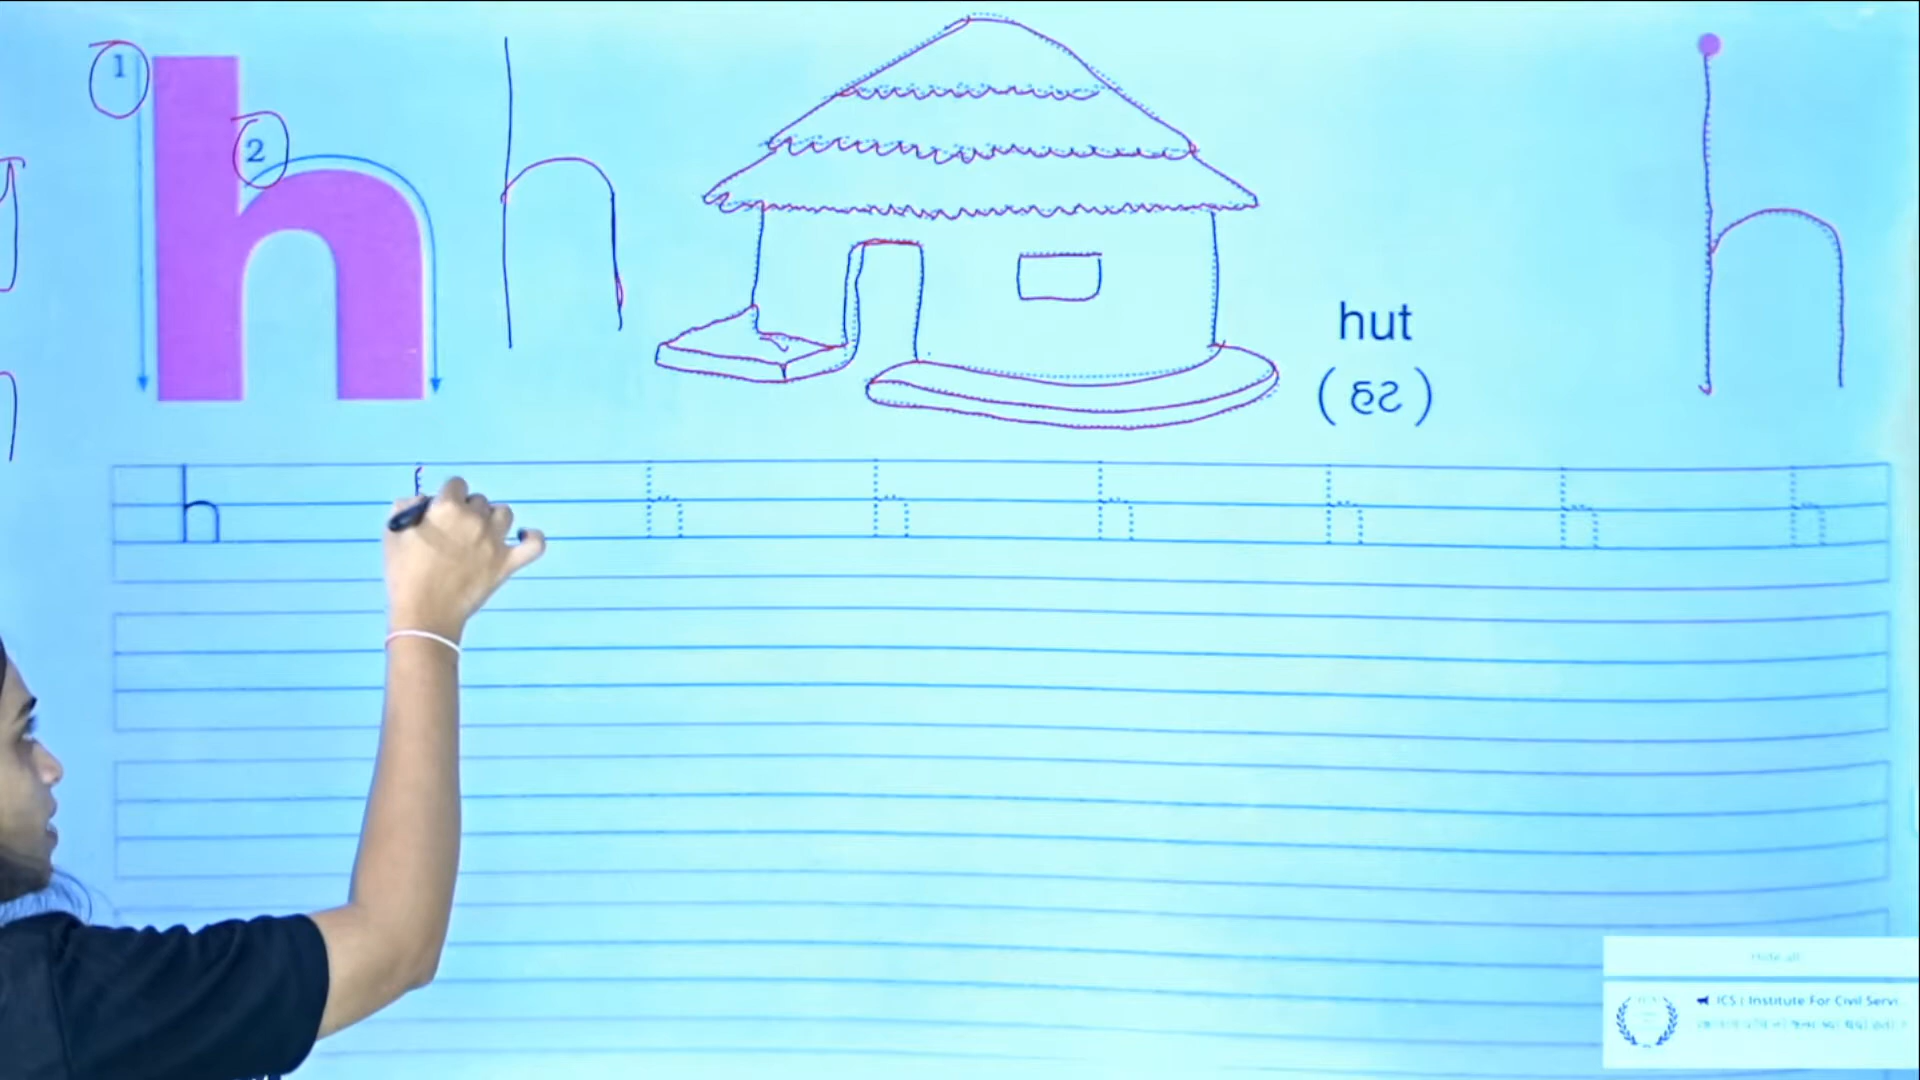 1
2
h
h
h
hut
( હટ )
h h h h h h h
Hide all
ICS | Institute For Civil Servi...